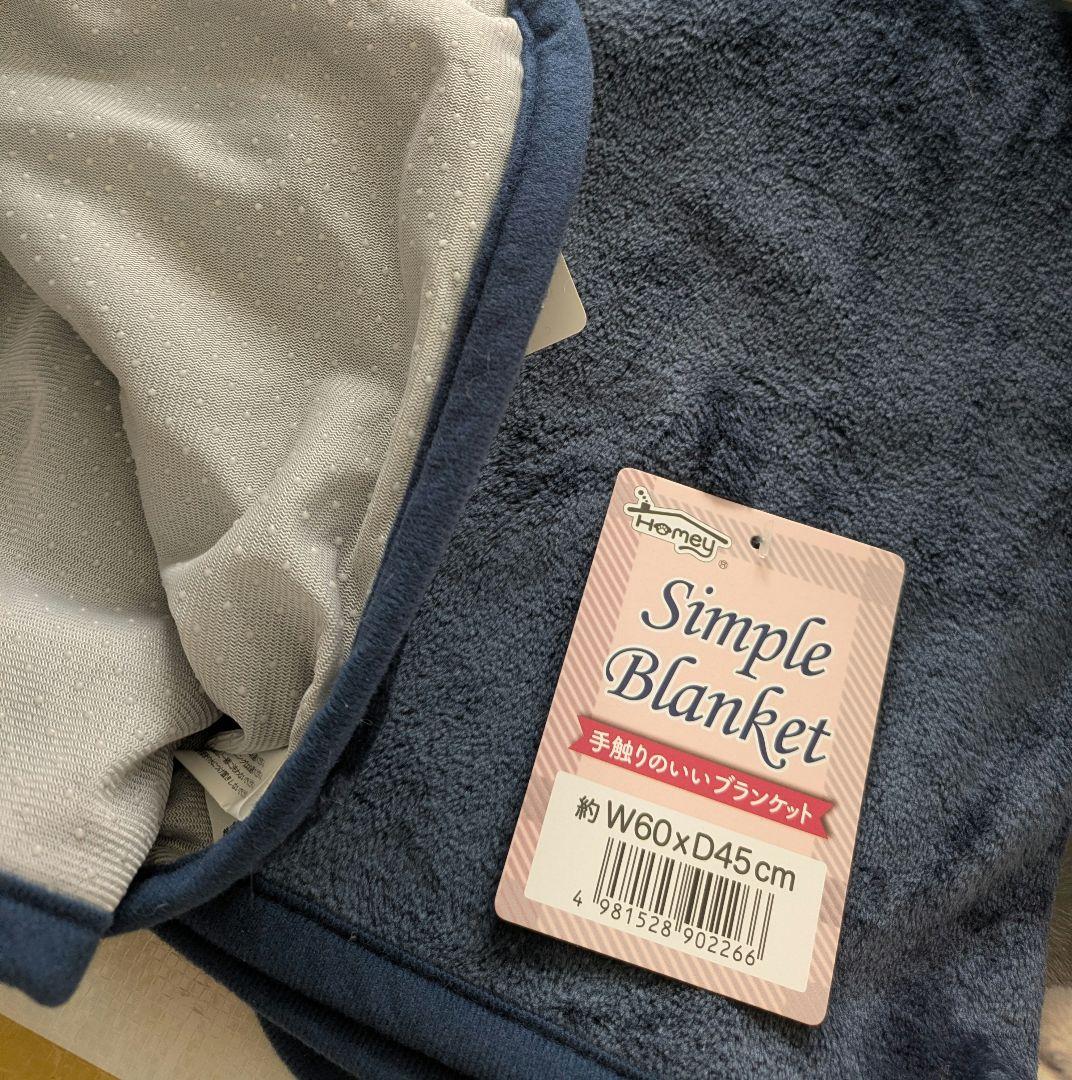 Homey
®
Simple
Blanket
手触りのいいブランケット
約 W60xD45cm
4 981528 902266